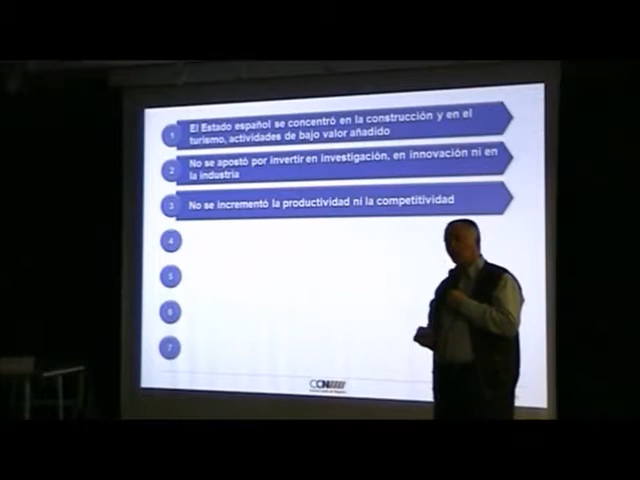 1 El Estado español se concentró en la construcción y en el
turismo, actividades de bajo valor añadido
2 No se apostó por invertir en investigación, en innovación ni en
la industria
3 No se incrementó la productividad ni la competitividad
4
5
6
7
CCN